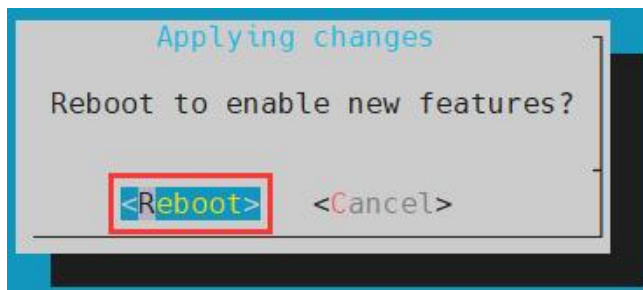 Applying changes
Reboot to enable new features?
<Reboot> <Cancel>